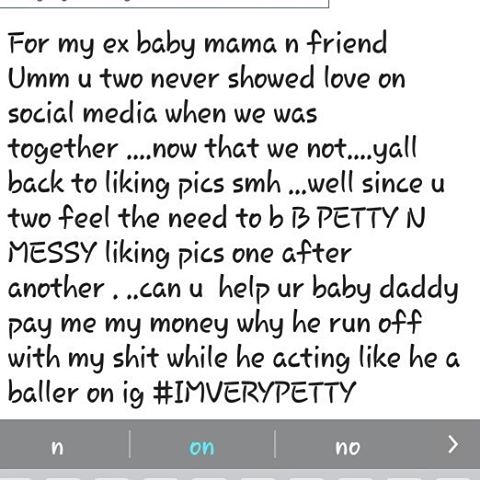 For my ex baby mama n friend
Umm u two never showed love on
social media when we was
together ....now that we not....yall
back to liking pics smh ...well since u
two feel the need to b B PETTY N
MESSY liking pics one after
another . ..can u  help ur baby daddy
pay me my money why he run off
with my shit while he acting like he a
baller on ig #IMVERYPETTY
n on no >